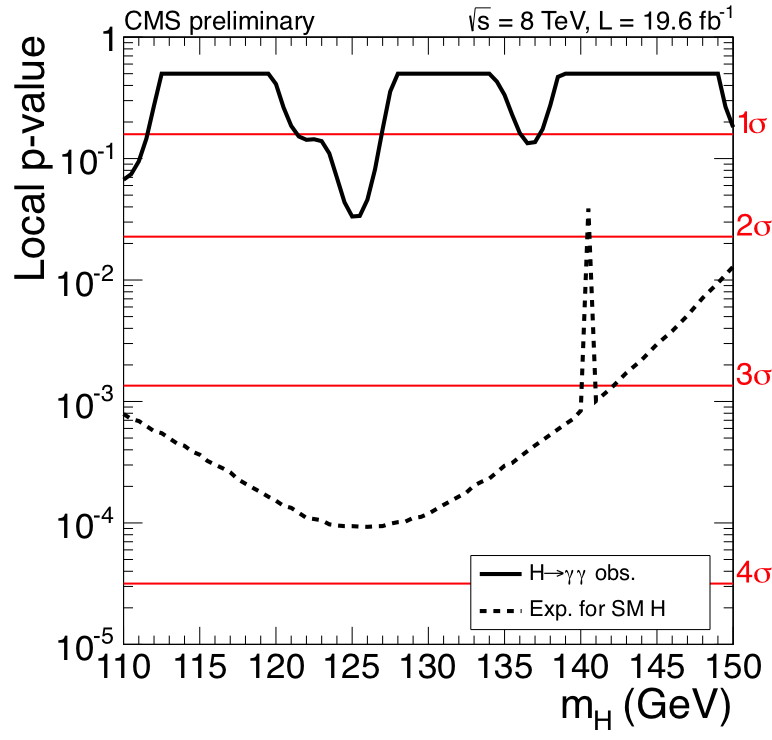 CMS preliminary √s = 8 TeV, L = 19.6 fb⁻¹
Local p-value
1
10⁻¹
10⁻²
10⁻³
10⁻⁴
10⁻⁵
1σ
2σ
3σ
4σ
H→γγ obs.
Exp. for SM H
110 115 120 125 130 135 140 145 150
m_H (GeV)